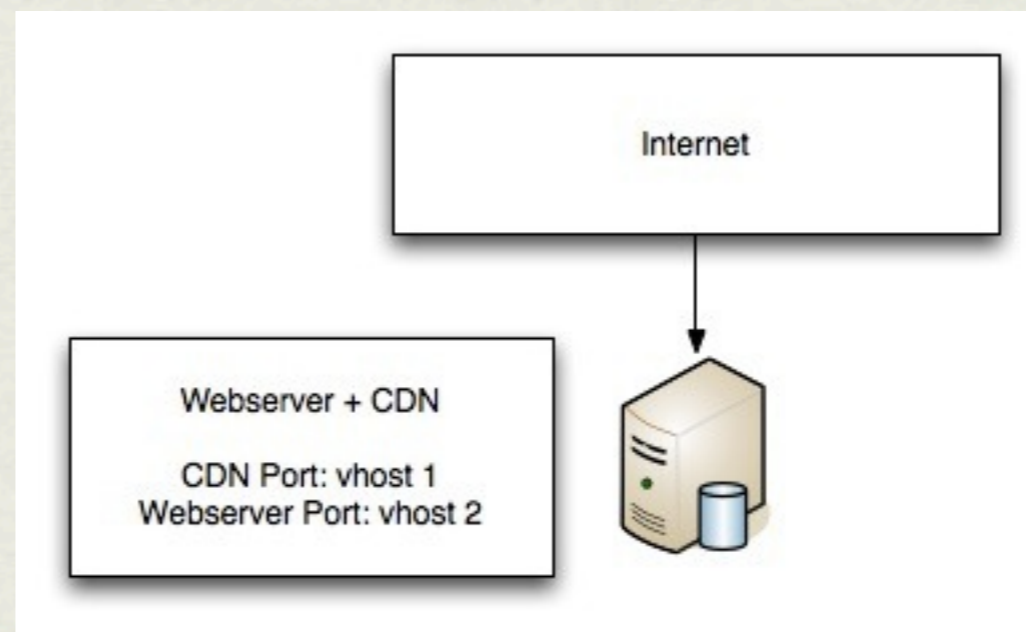 Internet
Webserver + CDN
CDN Port: vhost 1
Webserver Port: vhost 2